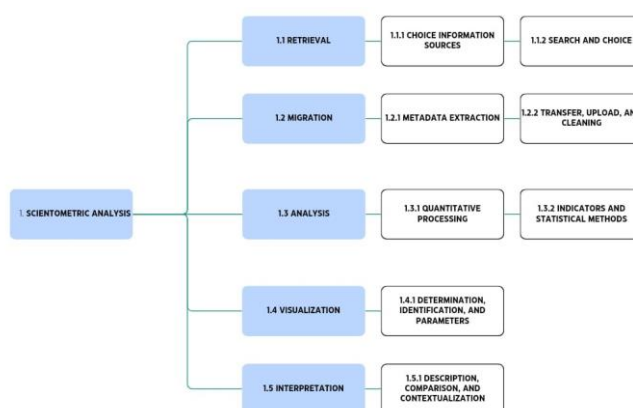 1.1 RETRIEVAL
1.1.1 CHOICE INFORMATION
SOURCES
1.1.2 SEARCH AND CHOICE
1.2 MIGRATION
1.2.1 METADATA EXTRACTION
1.2.2 TRANSFER, UPLOAD, AN
CLEANING
1. SCIENTOMETRIC ANALYSIS
1.3 ANALYSIS
1.3.1 QUANTITATIVE
PROCESSING
1.3.2 INDICATORS AND
STATISTICAL METHODS
1.4 VISUALIZATION
1.4.1 DETERMINATION,
IDENTIFICATION, AND
PARAMETERS
1.5 INTERPRETATION
1.5.1 DESCRIPTION,
COMPARISON, AND
CONTEXTUALIZATION